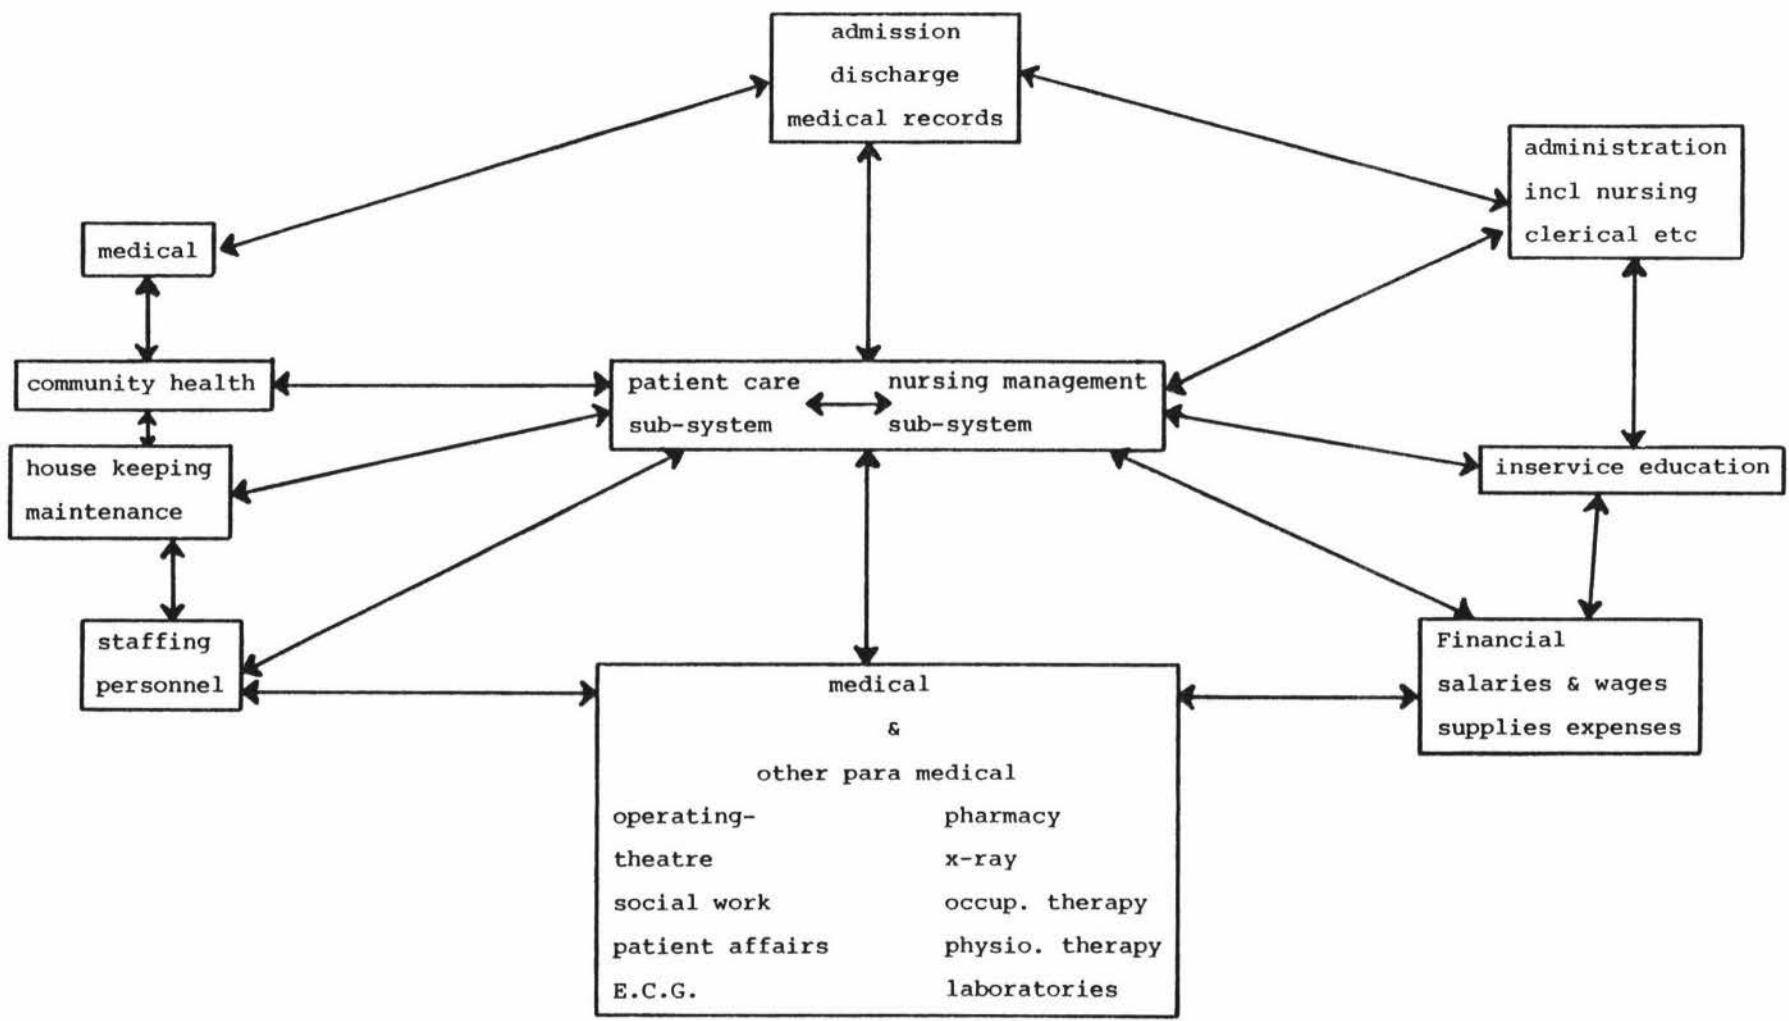 admission
discharge
medical records
administration
incl nursing
clerical etc
medical
community health
patient care nursing management
sub-system sub-system
house keeping
maintenance
inservice education
staffing
personnel
Financial
salaries & wages
supplies expenses
medical
&
other para medical
operating- pharmacy
theatre x-ray
social work occup. therapy
patient affairs physio. therapy
E.C.G. laboratories